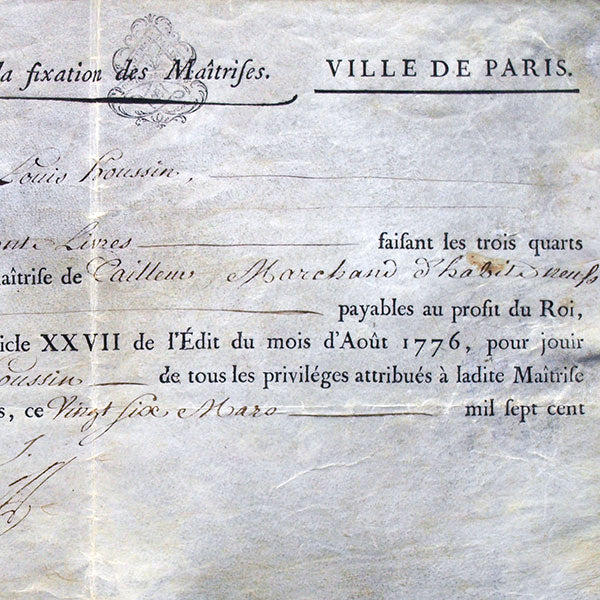 la fixation des Maîtrises. VILLE DE PARIS.
Louis houssin,
ente Livres faisant les trois quarts
aîtrise de Tailleur, Marchand d'habits neufs
payables au profit du Roi,
icle XXVII de l'Édit du mois d'Août 1776, pour jouir
oussin de tous les priviléges attribués à ladite Maîtrise
s, ce Vingt six Mars mil sept cent